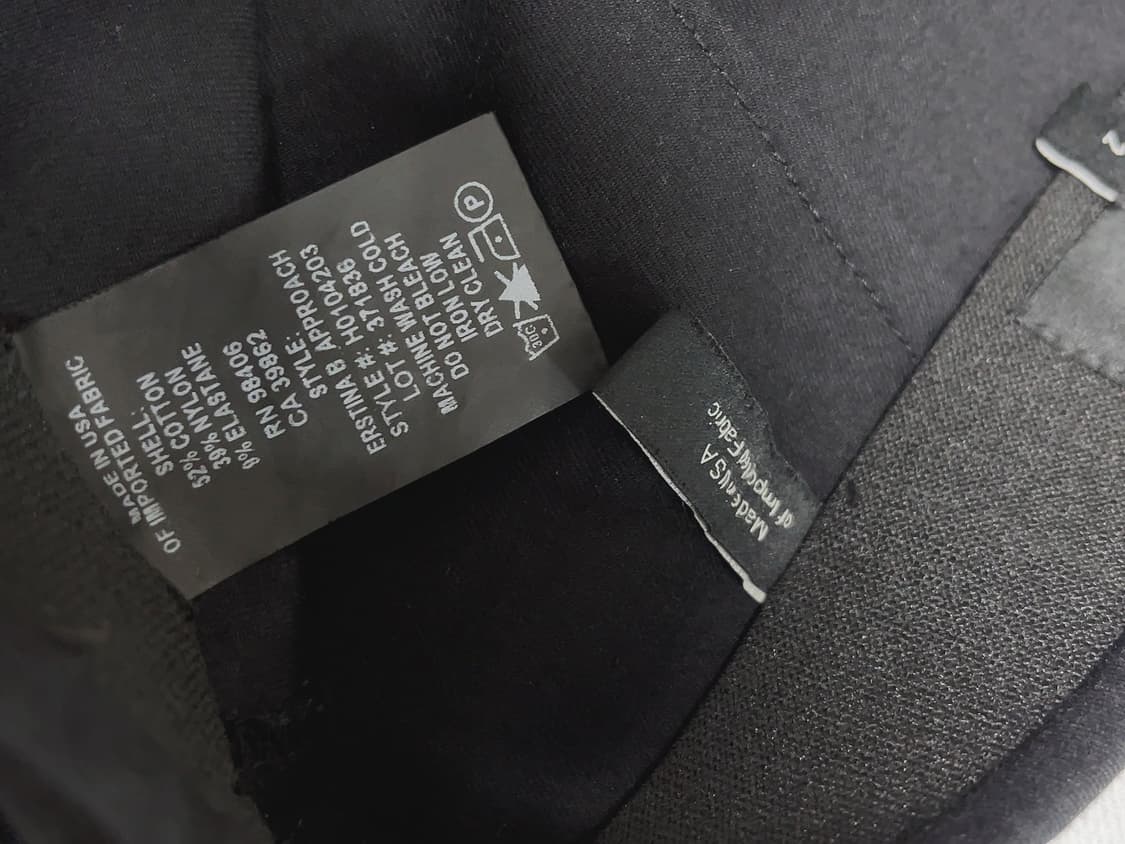 MADE IN USA
OF IMPORTED FABRIC
SHELL:
52% COTTON
39% NYLON
9% ELASTANE
RN 98406
CA 39862
STYLE:
ERSTINA B APPROACH
STYLE #: H0104203
LOT #: 371836
MACHINE WASH COLD
DO NOT BLEACH
IRON LOW
DRY CLEAN
30C
P
Made in USA
of Imported Fabric
2